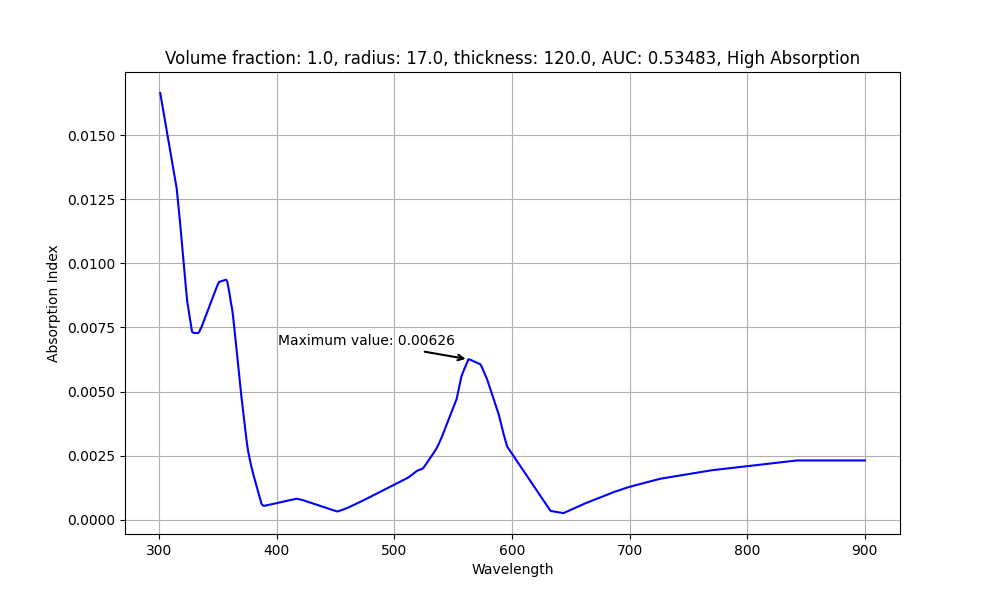 Volume fraction: 1.0, radius: 17.0, thickness: 120.0, AUC: 0.53483, High Absorption
Absorption Index
0.0150
0.0125
0.0100
0.0075
0.0050
0.0025
0.0000
Maximum value: 0.00626
300 400 500 600 700 800 900
Wavelength